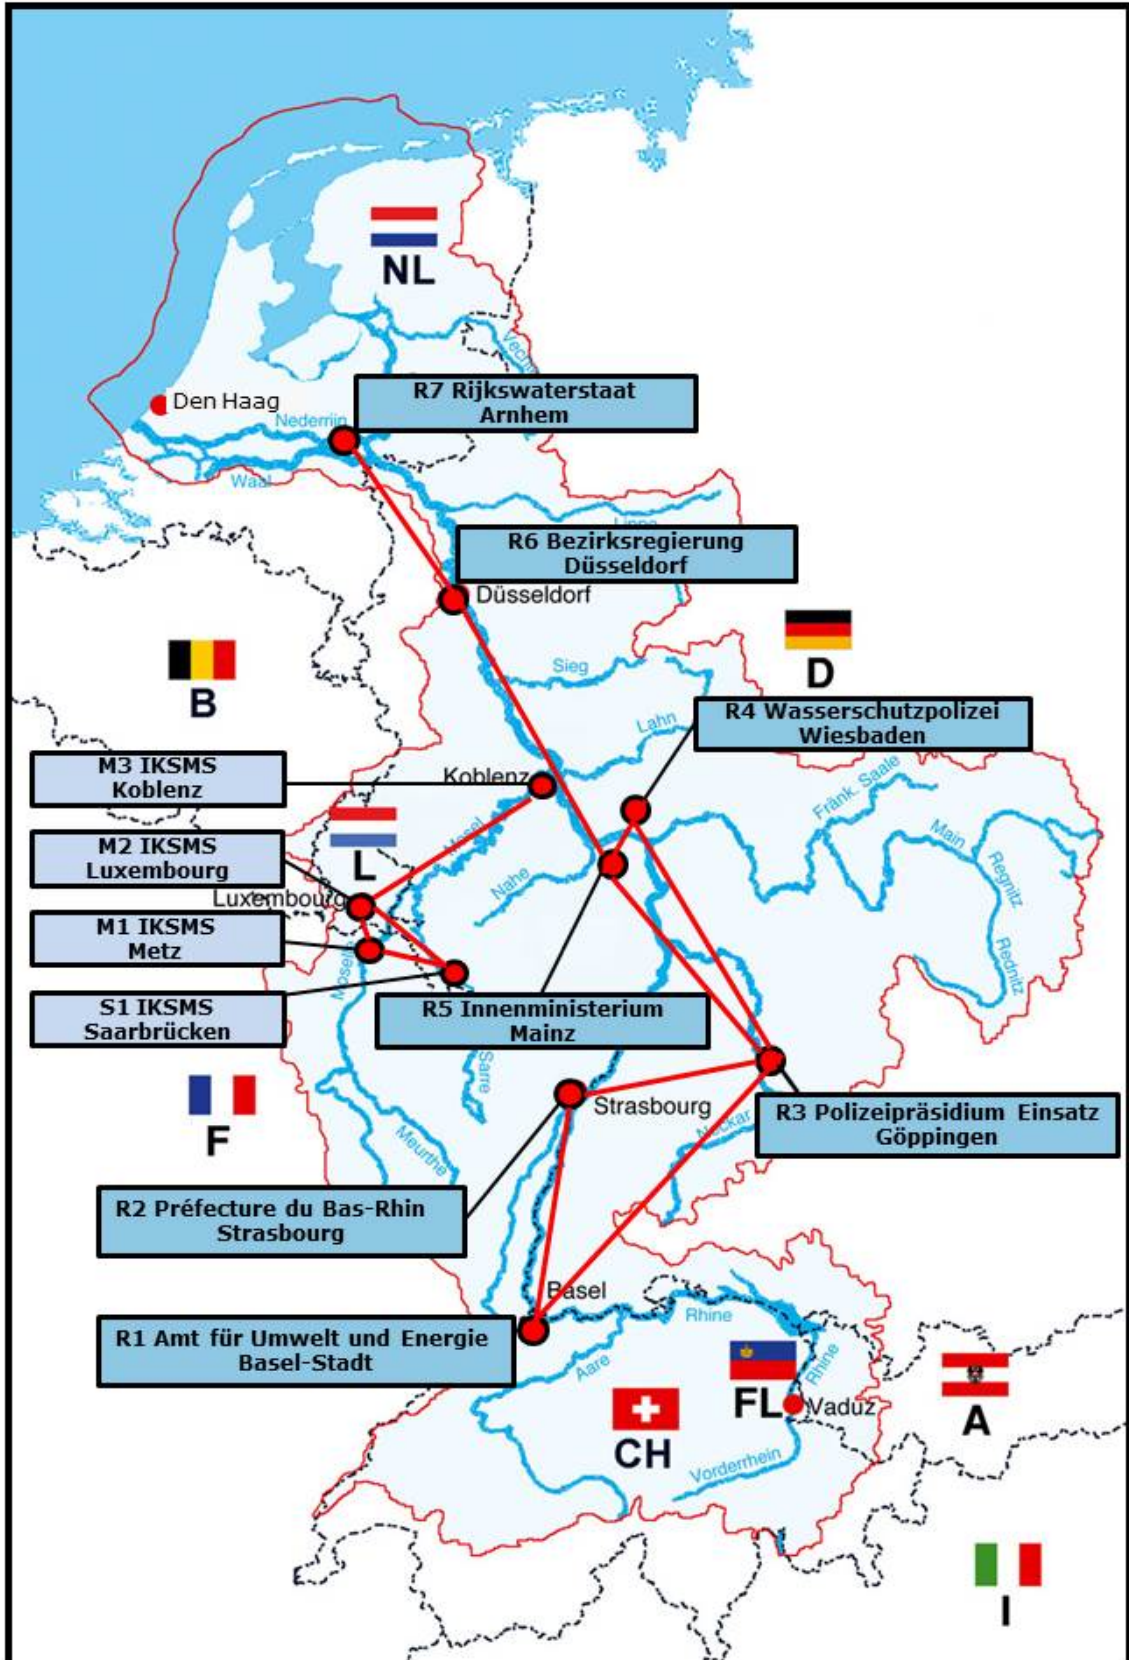 NL
Vecht
Den Haag
R7 Rijkswaterstaat
Arnhem
Nederrijn
Waal
Lippe
R6 Bezirksregierung
Düsseldorf
Düsseldorf
D
B
Sieg
Lahn
R4 Wasserschutzpolizei
Wiesbaden
M3 IKSMS
Koblenz
Koblenz
Fränk. Saale
Main
Regnitz
Rednitz
M2 IKSMS
Luxembourg
L
Mosel
Nahe
Luxembourg
M1 IKSMS
Metz
Moselle
S1 IKSMS
Saarbrücken
R5 Innenministerium
Mainz
Sarre
F
Strasbourg
R3 Polizeipräsidium Einsatz
Göppingen
Neckar
Meurthe
R2 Préfecture du Bas-Rhin
Strasbourg
Basel
Rhine
R1 Amt für Umwelt und Energie
Basel-Stadt
Aare
Rhine
FL
Vaduz
A
CH
Vorderrhein
I